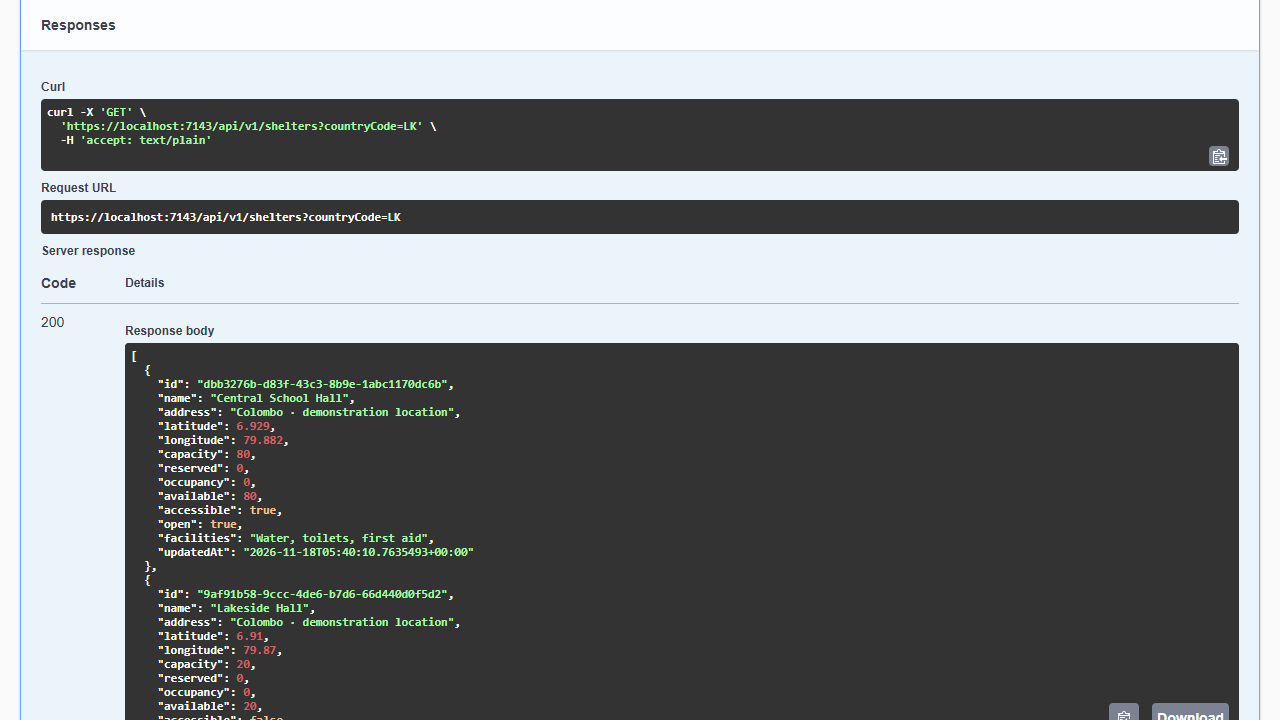 Responses
Curl
curl -X 'GET' \
  'https://localhost:7143/api/v1/shelters?countryCode=LK' \
  -H 'accept: text/plain'
Request URL
https://localhost:7143/api/v1/shelters?countryCode=LK
Server response
Code Details
200
Response body
[
  {
    "id": "dbb3276b-d83f-43c3-8b9e-1abc1170dc6b",
    "name": "Central School Hall",
    "address": "Colombo · demonstration location",
    "latitude": 6.929,
    "longitude": 79.882,
    "capacity": 80,
    "reserved": 0,
    "occupancy": 0,
    "available": 80,
    "accessible": true,
    "open": true,
    "facilities": "Water, toilets, first aid",
    "updatedAt": "2026-11-18T05:40:10.7635493+00:00"
  },
  {
    "id": "9af91b58-9ccc-4de6-b7d6-66d440d0f5d2",
    "name": "Lakeside Hall",
    "address": "Colombo · demonstration location",
    "latitude": 6.91,
    "longitude": 79.87,
    "capacity": 20,
    "reserved": 0,
    "occupancy": 0,
    "available": 20,
    "accessible": false
Download